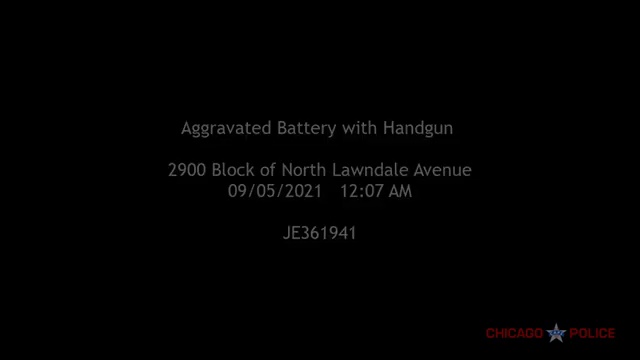 Aggravated Battery with Handgun
2900 Block of North Lawndale Avenue
09/05/2021 12:07 AM
JE361941
CHICAGO POLICE